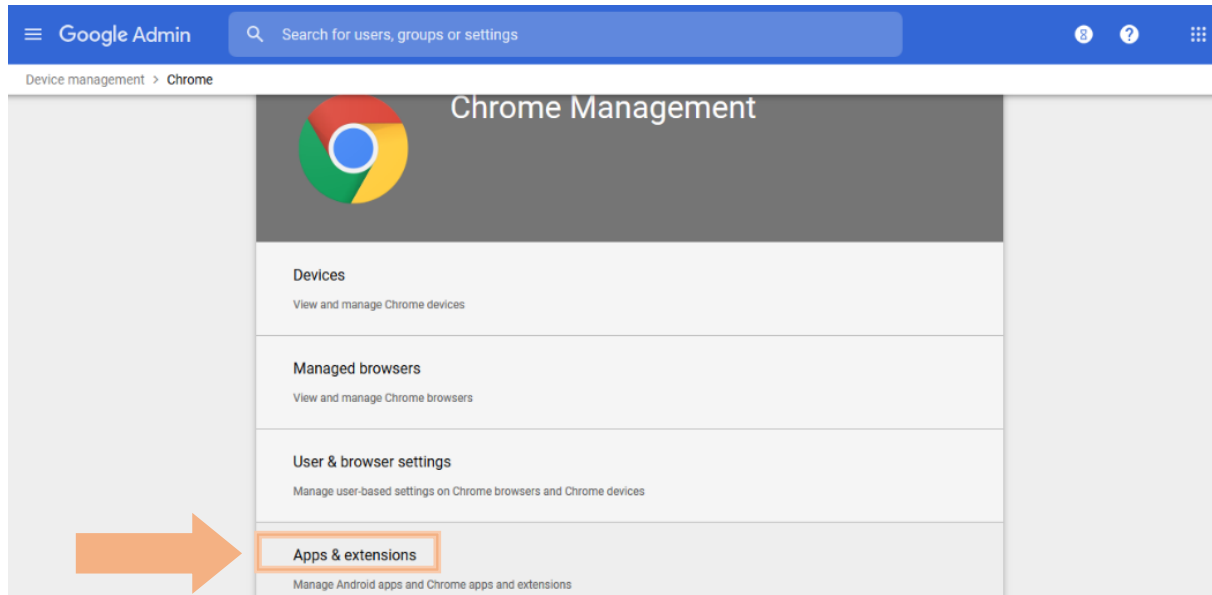 Google Admin
Search for users, groups or settings
8
?
Device management > Chrome
Chrome Management
Devices
View and manage Chrome devices
Managed browsers
View and manage Chrome browsers
User & browser settings
Manage user-based settings on Chrome browsers and Chrome devices
Apps & extensions
Manage Android apps and Chrome apps and extensions